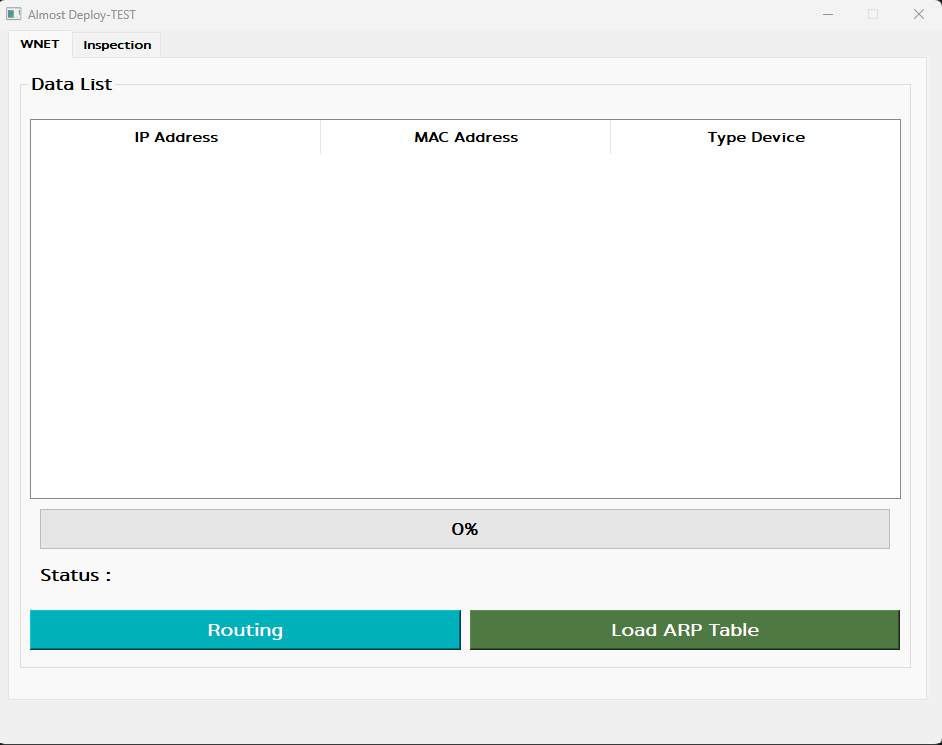 Almost Deploy-TEST
WNET Inspection
Data List
IP Address MAC Address Type Device
0%
Status :
Routing Load ARP Table